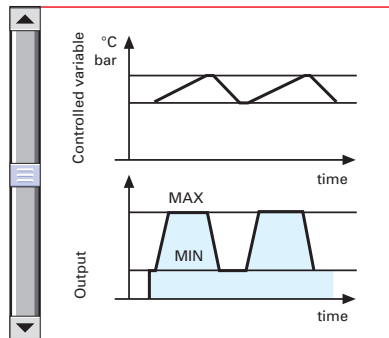 °C
bar
Controlled variable
time
MAX
MIN
Output
time